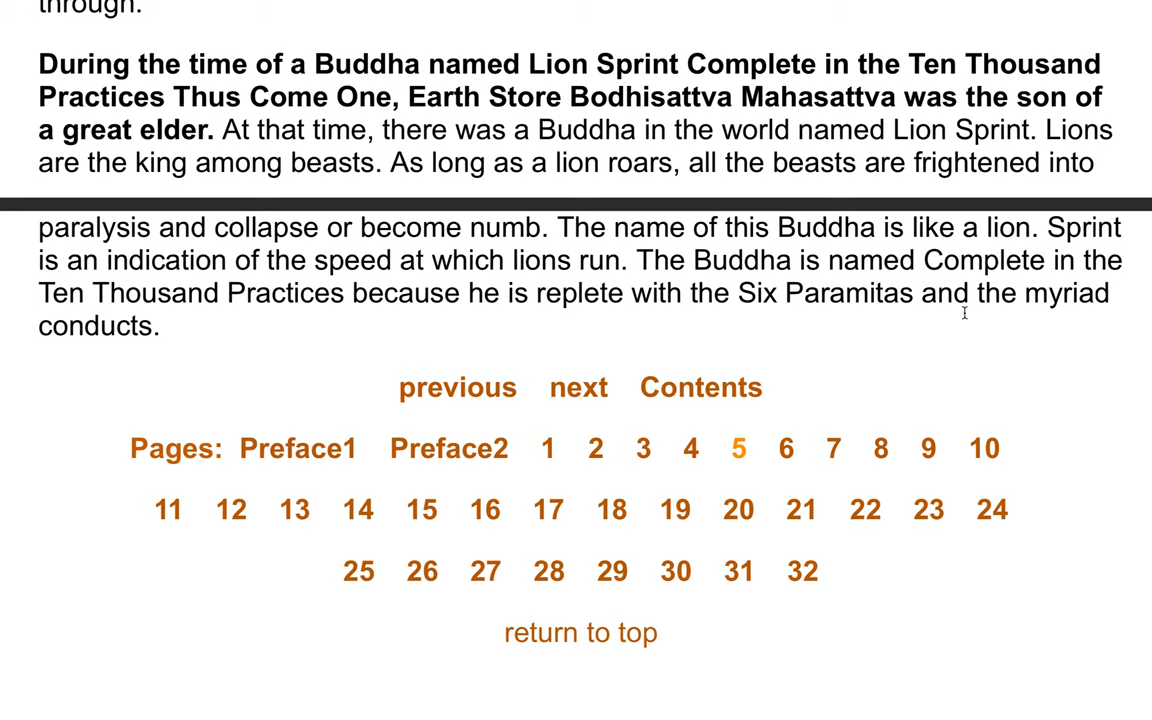 through.
During the time of a Buddha named Lion Sprint Complete in the Ten Thousand
Practices Thus Come One, Earth Store Bodhisattva Mahasattva was the son of
a great elder. At that time, there was a Buddha in the world named Lion Sprint. Lions
are the king among beasts. As long as a lion roars, all the beasts are frightened into
paralysis and collapse or become numb. The name of this Buddha is like a lion. Sprint
is an indication of the speed at which lions run. The Buddha is named Complete in the
Ten Thousand Practices because he is replete with the Six Paramitas and the myriad
conducts.
previous next Contents
Pages: Preface1 Preface2 1 2 3 4 5 6 7 8 9 10
11 12 13 14 15 16 17 18 19 20 21 22 23 24
25 26 27 28 29 30 31 32
return to top